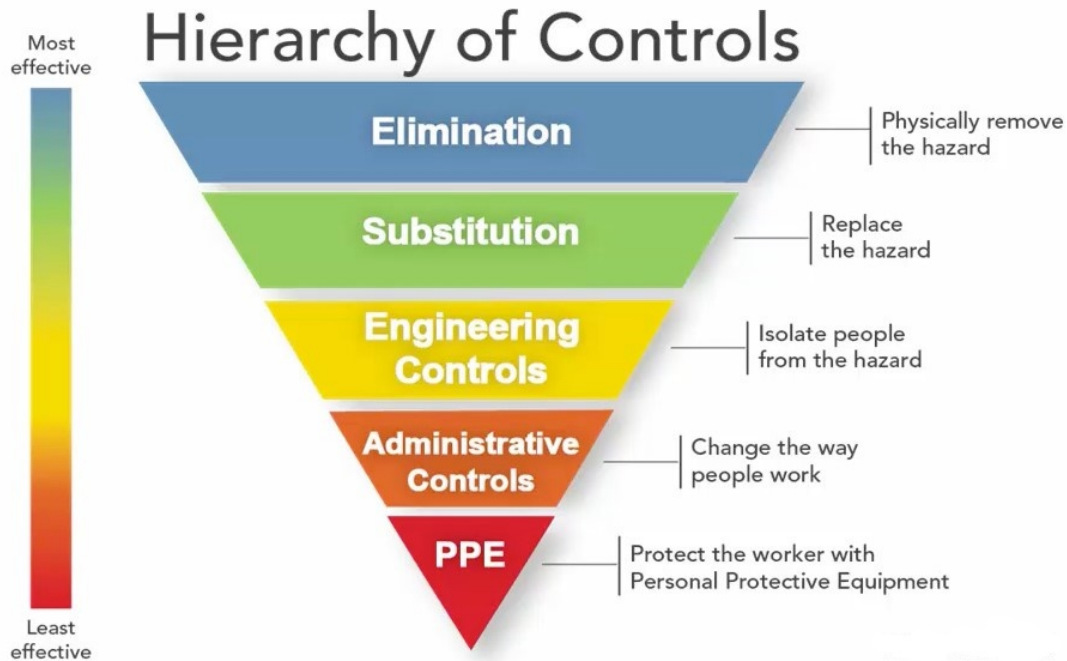 Hierarchy of Controls
Most
effective
Elimination
Physically remove
the hazard
Substitution
Replace
the hazard
Engineering
Controls
Isolate people
from the hazard
Administrative
Controls
Change the way
people work
PPE
Protect the worker with
Personal Protective Equipment
Least
effective